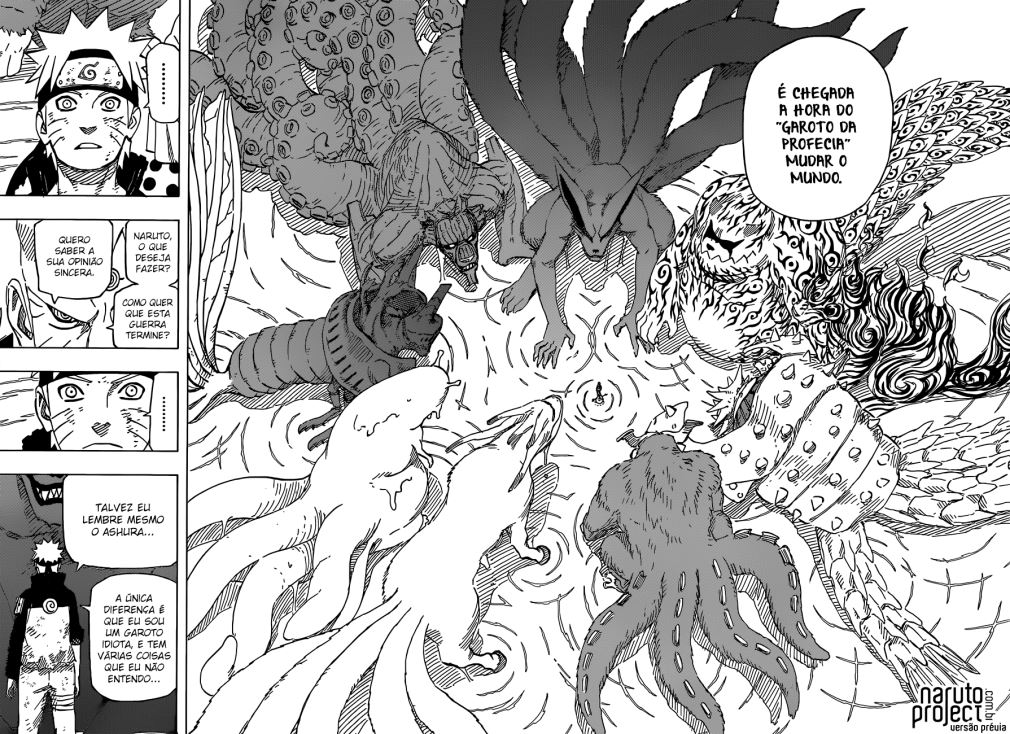 É CHEGADA
A HORA DO
"GAROTO DA
PROFECIA"
MUDAR O
MUNDO.
.........
NARUTO,
O QUE
DESEJA
FAZER?
COMO QUER
QUE ESTA
GUERRA
TERMINE?
QUERO
SABER A
SUA OPINIÃO
SINCERA.
.........
TALVEZ EU
LEMBRE MESMO
O ASHURA...
A ÚNICA
DIFERENÇA É
QUE EU SOU
UM GAROTO
IDIOTA, E TEM
VÁRIAS COISAS
QUE EU NÃO
ENTENDO...
naruto
project.com.br
versão prévia